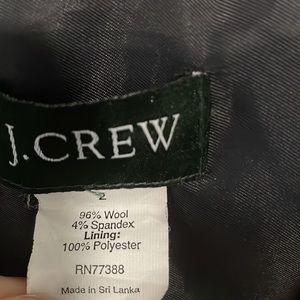 J.CREW
2
96% Wool
4% Spandex
Lining:
100% Polyester
RN77388
Made in Sri Lanka